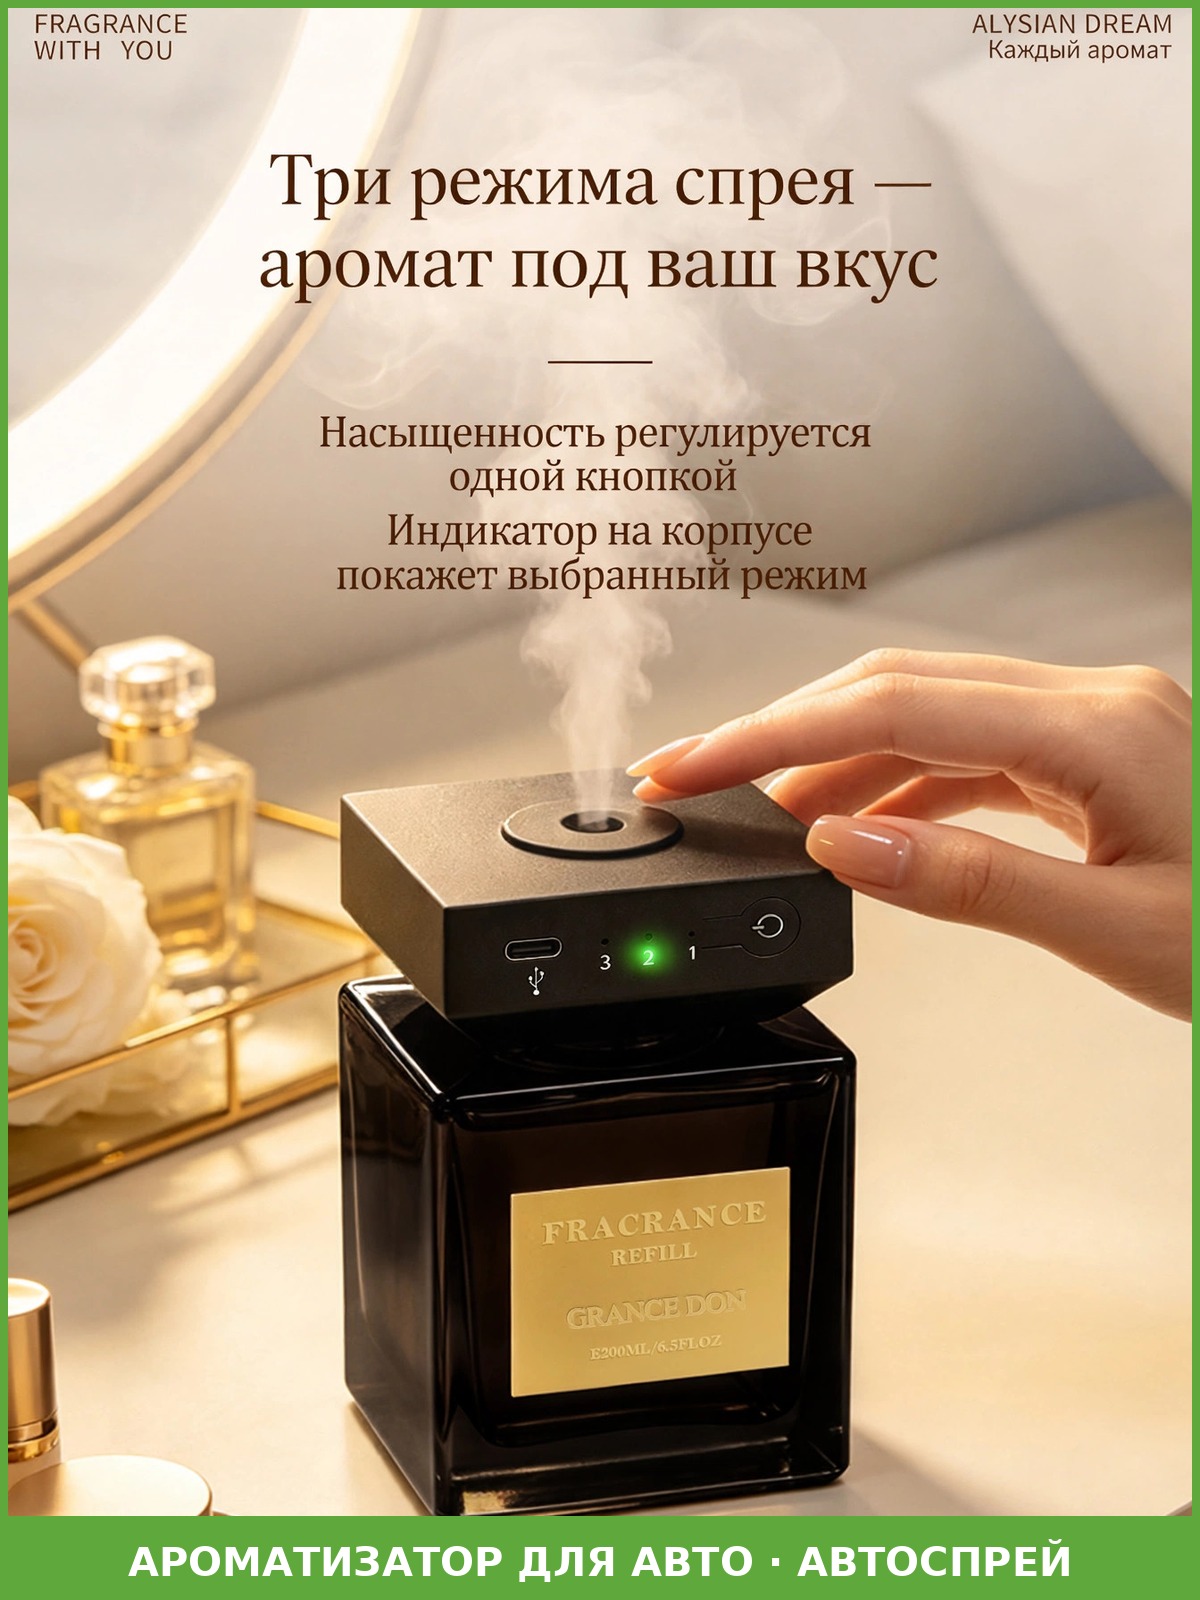 FRAGRANCE
WITH YOU
ALYSIAN DREAM
Каждый аромат
Три режима спрея —
аромат под ваш вкус
Насыщенность регулируется
одной кнопкой
Индикатор на корпусе
покажет выбранный режим
3 2 1
FRACRANCE
REFILL
GRANCE DON
E200ML/6.5FLOZ
АРОМАТИЗАТОР ДЛЯ АВТО · АВТОСПРЕЙ